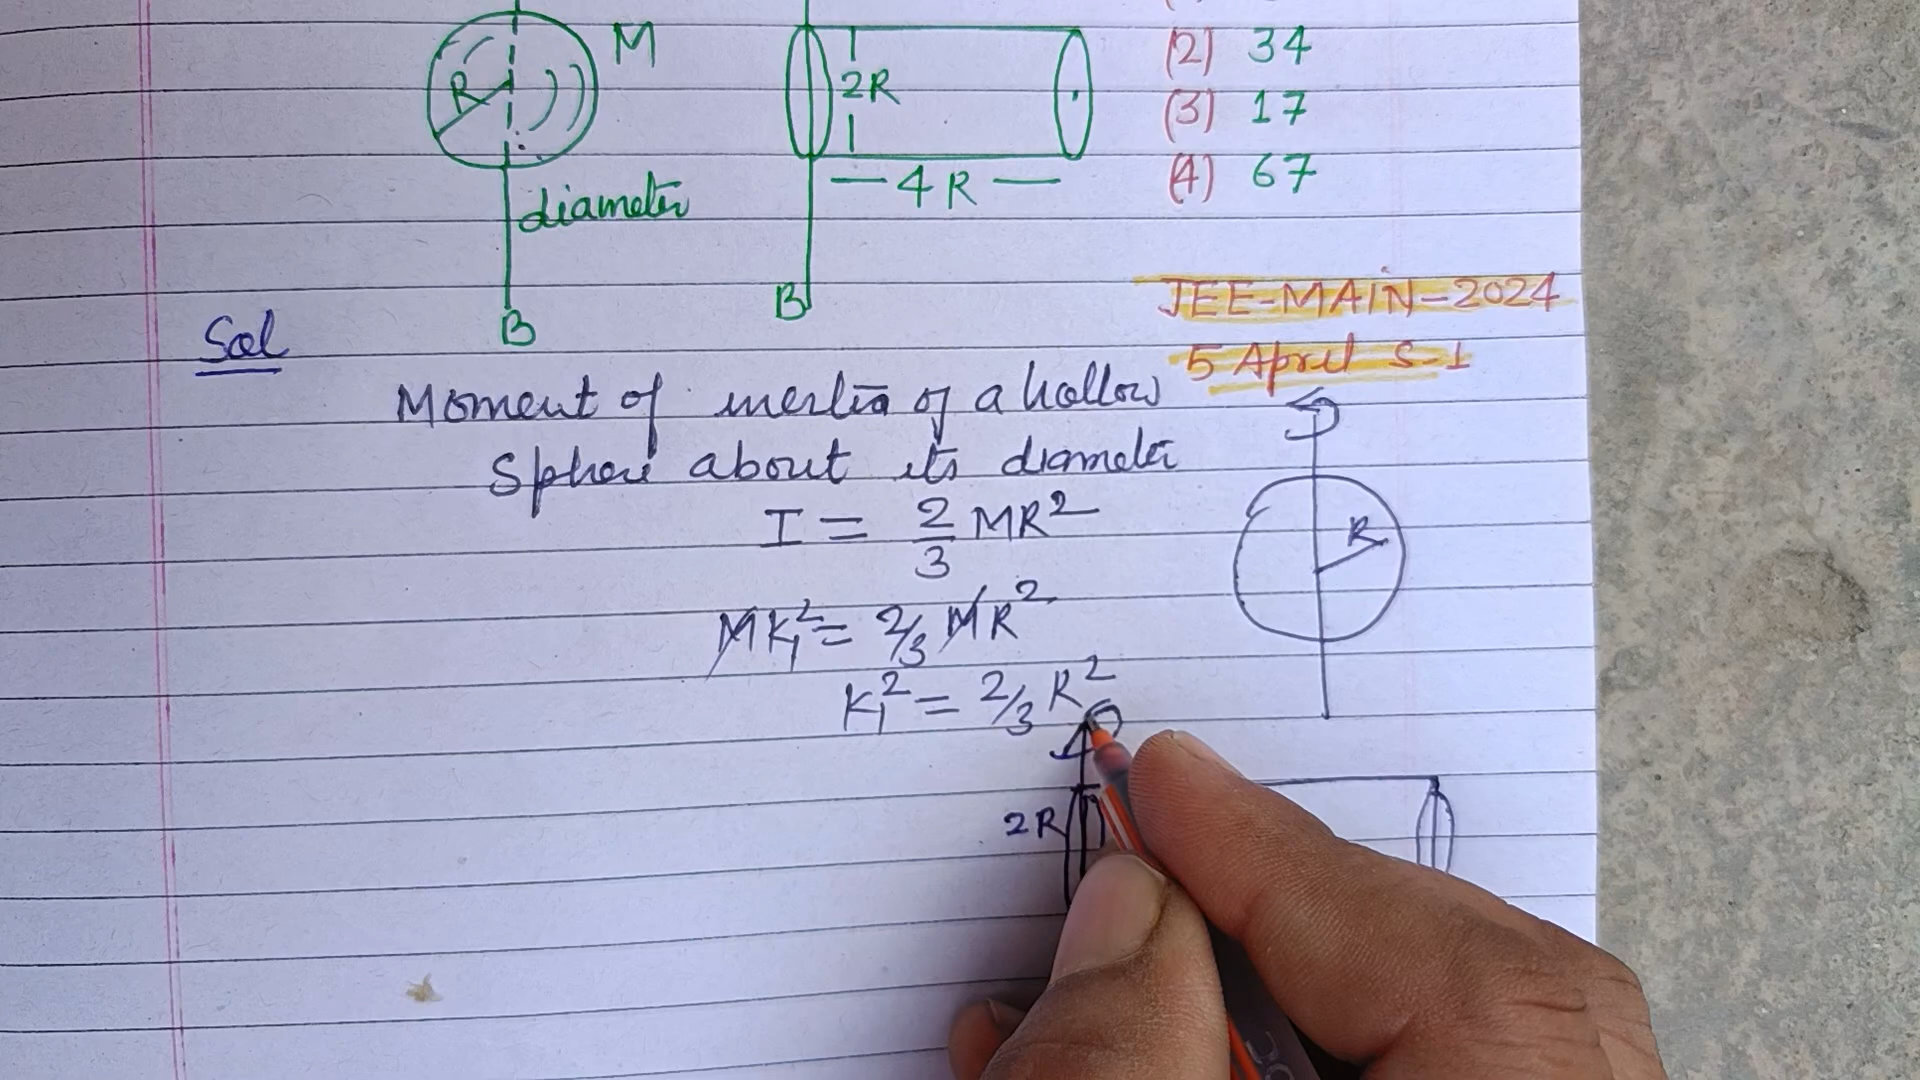 R
M
2R
4R
diameter
B
B
(2) 34
(3) 17
(4) 67
JEE-MAIN-2024
5 April S-1
Sol
Moment of inertia of a hollow
Sphere about its diameter
I = 2/3 MR²
MK₁² = 2/3 MR²
K₁² = 2/3 R²
R
2R